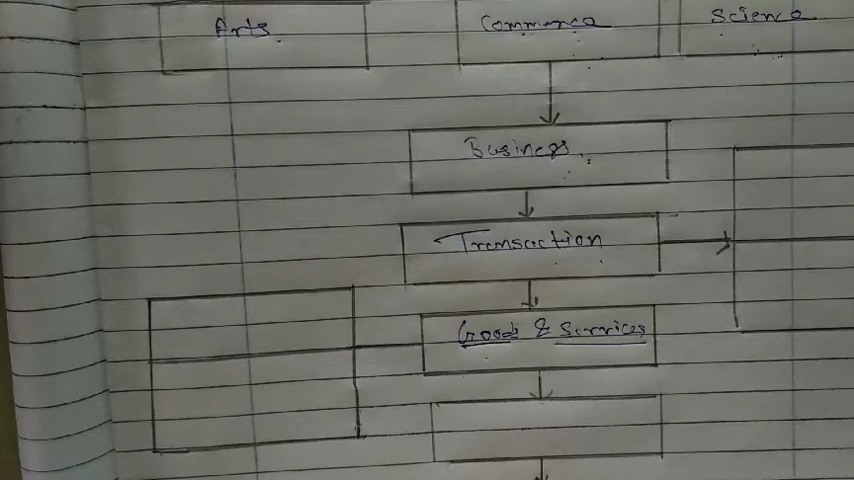 Arts.
Commerce
Science
Business.
Transaction
Goods & Services